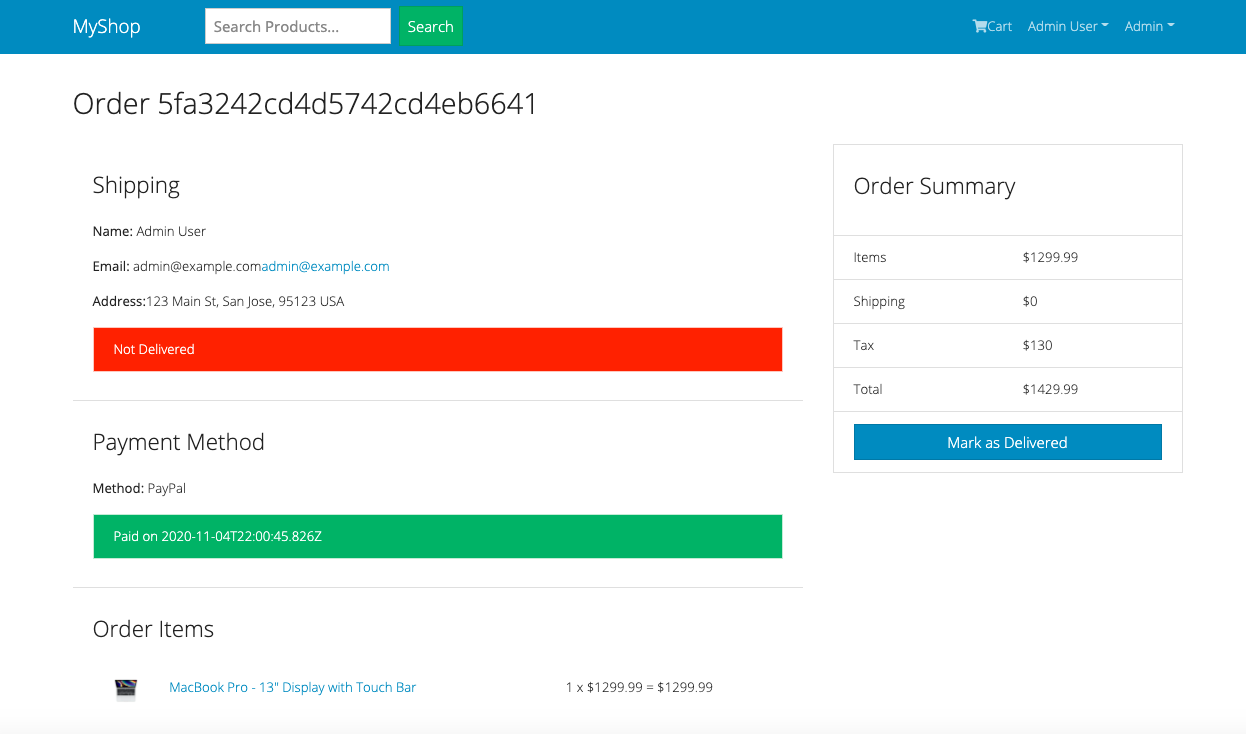 MyShop Search Products... Search Cart Admin User Admin
Order 5fa3242cd4d5742cd4eb6641
Shipping
Name: Admin User
Email: admin@example.comadmin@example.com
Address:123 Main St, San Jose, 95123 USA
Not Delivered
Payment Method
Method: PayPal
Paid on 2020-11-04T22:00:45.826Z
Order Items
MacBook Pro - 13" Display with Touch Bar 1 x $1299.99 = $1299.99
Order Summary
Items $1299.99
Shipping $0
Tax $130
Total $1429.99
Mark as Delivered